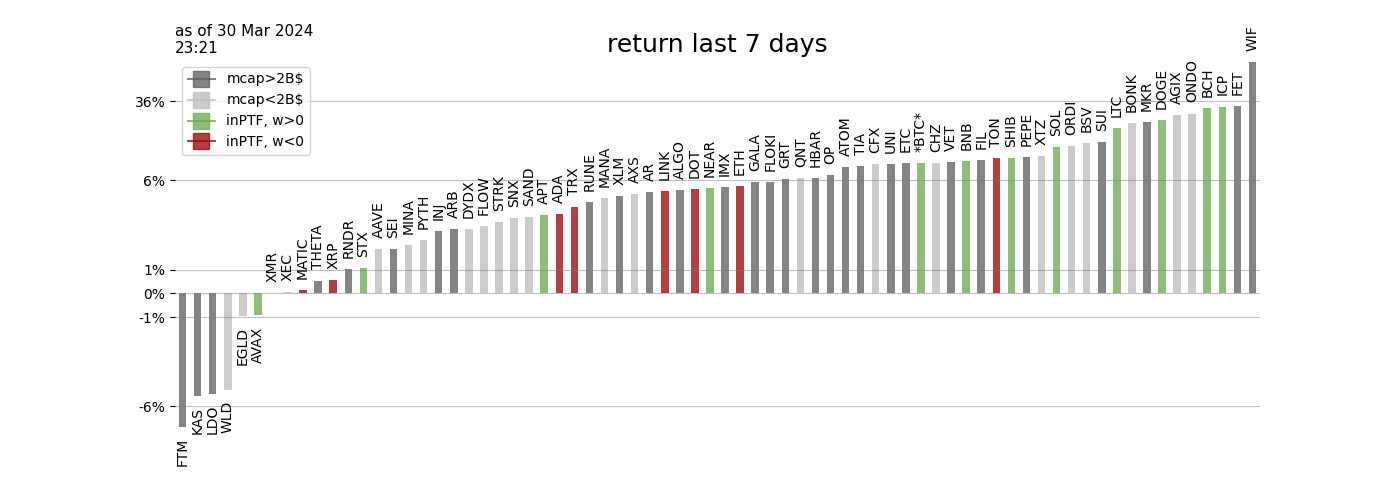 as of 30 Mar 2024
23:21
return last 7 days
mcap>2B$
mcap<2B$
inPTF, w>0
inPTF, w<0
36%
6%
1%
0%
-1%
-6%
FTM
KAS
LDO
WLD
EGLD
AVAX
XMR
XEC
MATIC
THETA
XRP
RNDR
STX
AAVE
SEI
MINA
PYTH
INJ
ARB
DYDX
FLOW
STRK
SNX
SAND
APT
ADA
TRX
RUNE
MANA
XLM
AXS
AR
LINK
ALGO
DOT
NEAR
IMX
ETH
GALA
FLOKI
GRT
QNT
HBAR
OP
ATOM
TIA
CFX
UNI
ETC
*BTC*
CHZ
VET
BNB
FIL
TON
SHIB
PEPE
XTZ
SOL
ORDI
BSV
SUI
LTC
BONK
MKR
DOGE
AGIX
ONDO
BCH
ICP
FET
WIF